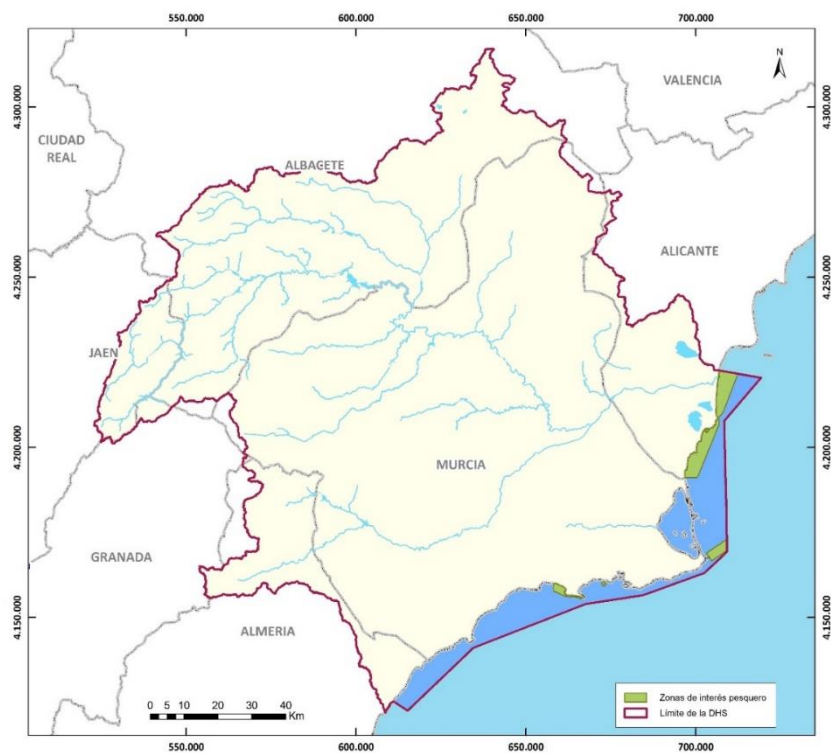 550.000 600.000 650.000 700.000
VALENCIA
N
4.300.000
4.300.000
CIUDAD
REAL
ALBAGETE
ALICANTE
4.250.000
4.250.000
JAEN
4.200.000
4.200.000
MURCIA
GRANADA
4.150.000
4.150.000
ALMERIA
Zonas de interés pesquero
Límite de la DHS
0 5 10 20 30 40
Km
550.000 600.000 650.000 700.000